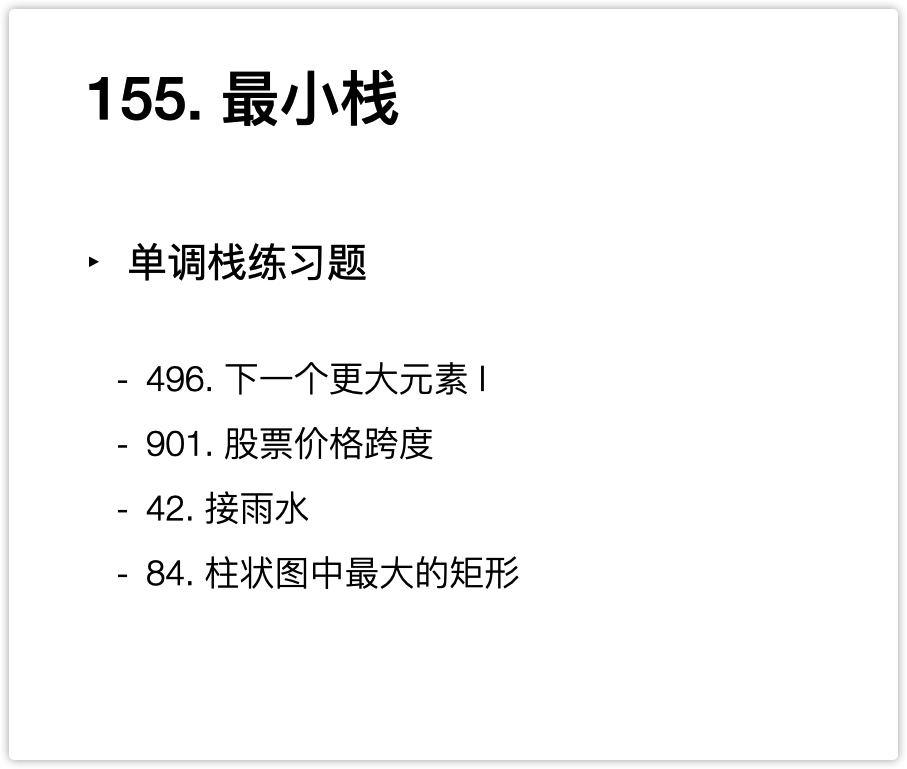 155. 最小栈
‣ 单调栈练习题
- 496. 下一个更大元素 I
- 901. 股票价格跨度
- 42. 接雨水
- 84. 柱状图中最大的矩形